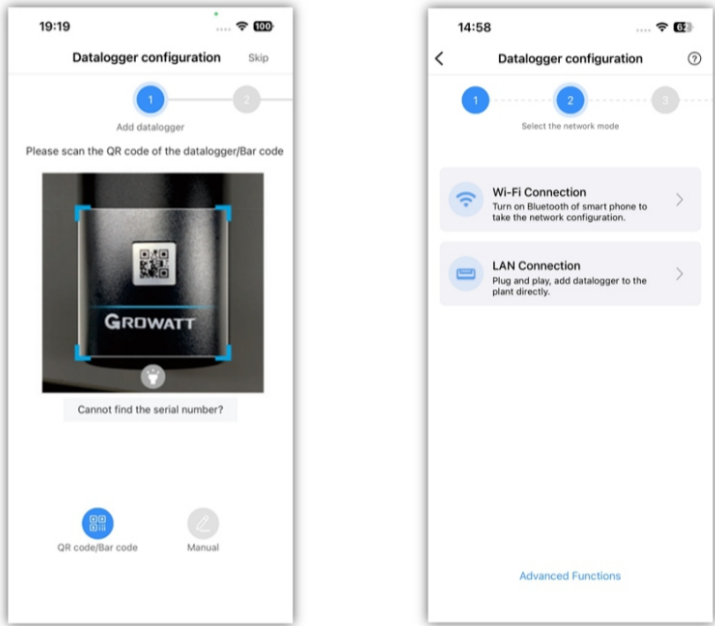 19:19
100
Datalogger configuration
Skip
1
2
Add datalogger
Please scan the QR code of the datalogger/Bar code
GROWATT
Cannot find the serial number?
QR code/Bar code
Manual
14:58
62
Datalogger configuration
?
1
2
3
Select the network mode
Wi-Fi Connection
Turn on Bluetooth of smart phone to
take the network configuration.
LAN Connection
Plug and play, add datalogger to the
plant directly.
Advanced Functions